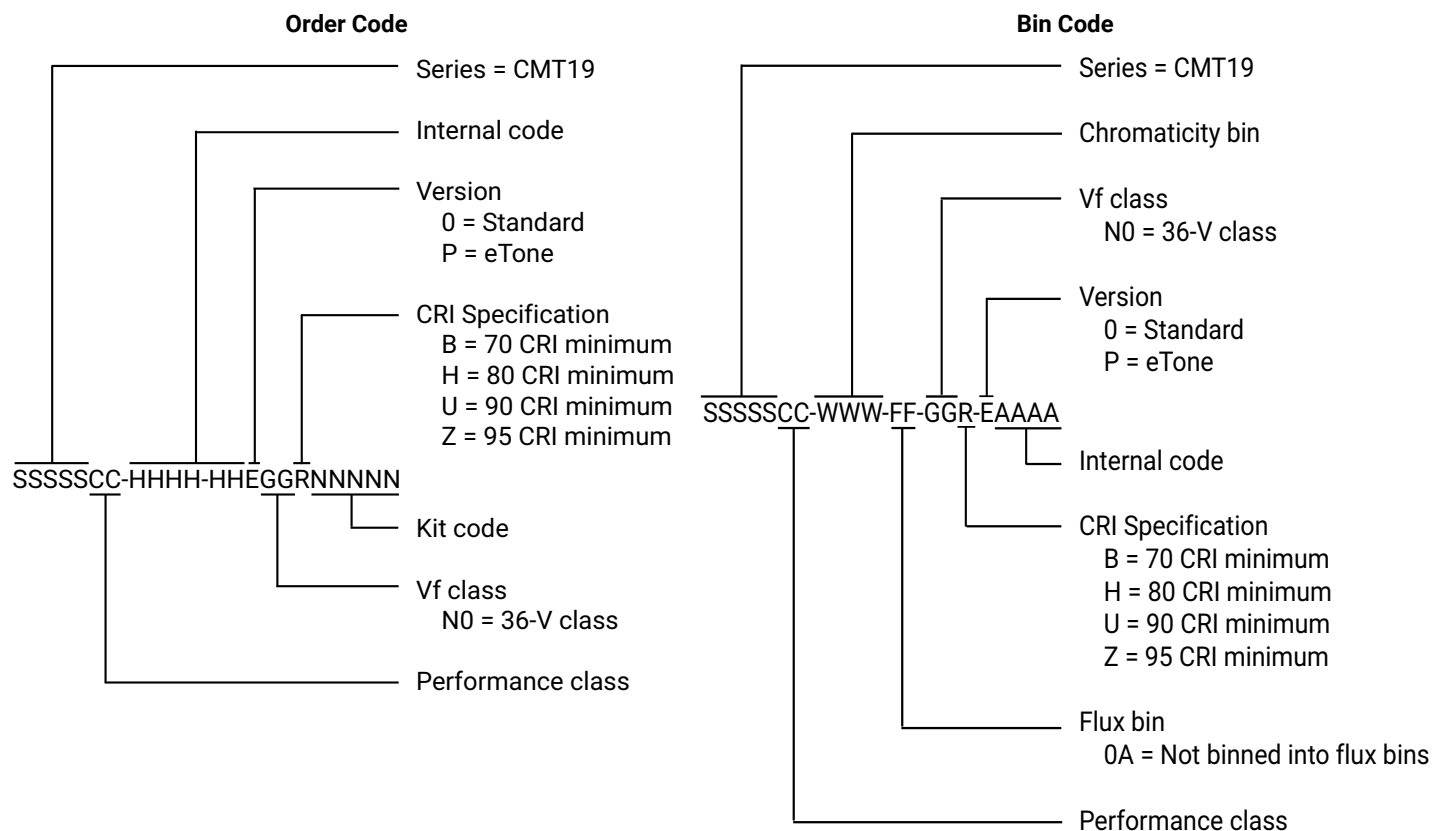 Order Code
Series = CMT19
Internal code
Version
0 = Standard
P = eTone
CRI Specification
B = 70 CRI minimum
H = 80 CRI minimum
U = 90 CRI minimum
Z = 95 CRI minimum
SSSSSCC-HHHH-HHEGGRNNNNN
Kit code
Vf class
N0 = 36-V class
Performance class
Bin Code
Series = CMT19
Chromaticity bin
Vf class
N0 = 36-V class
Version
0 = Standard
P = eTone
SSSSSCC-WWW-FF-GGR-EAAAA
Internal code
CRI Specification
B = 70 CRI minimum
H = 80 CRI minimum
U = 90 CRI minimum
Z = 95 CRI minimum
Flux bin
0A = Not binned into flux bins
Performance class